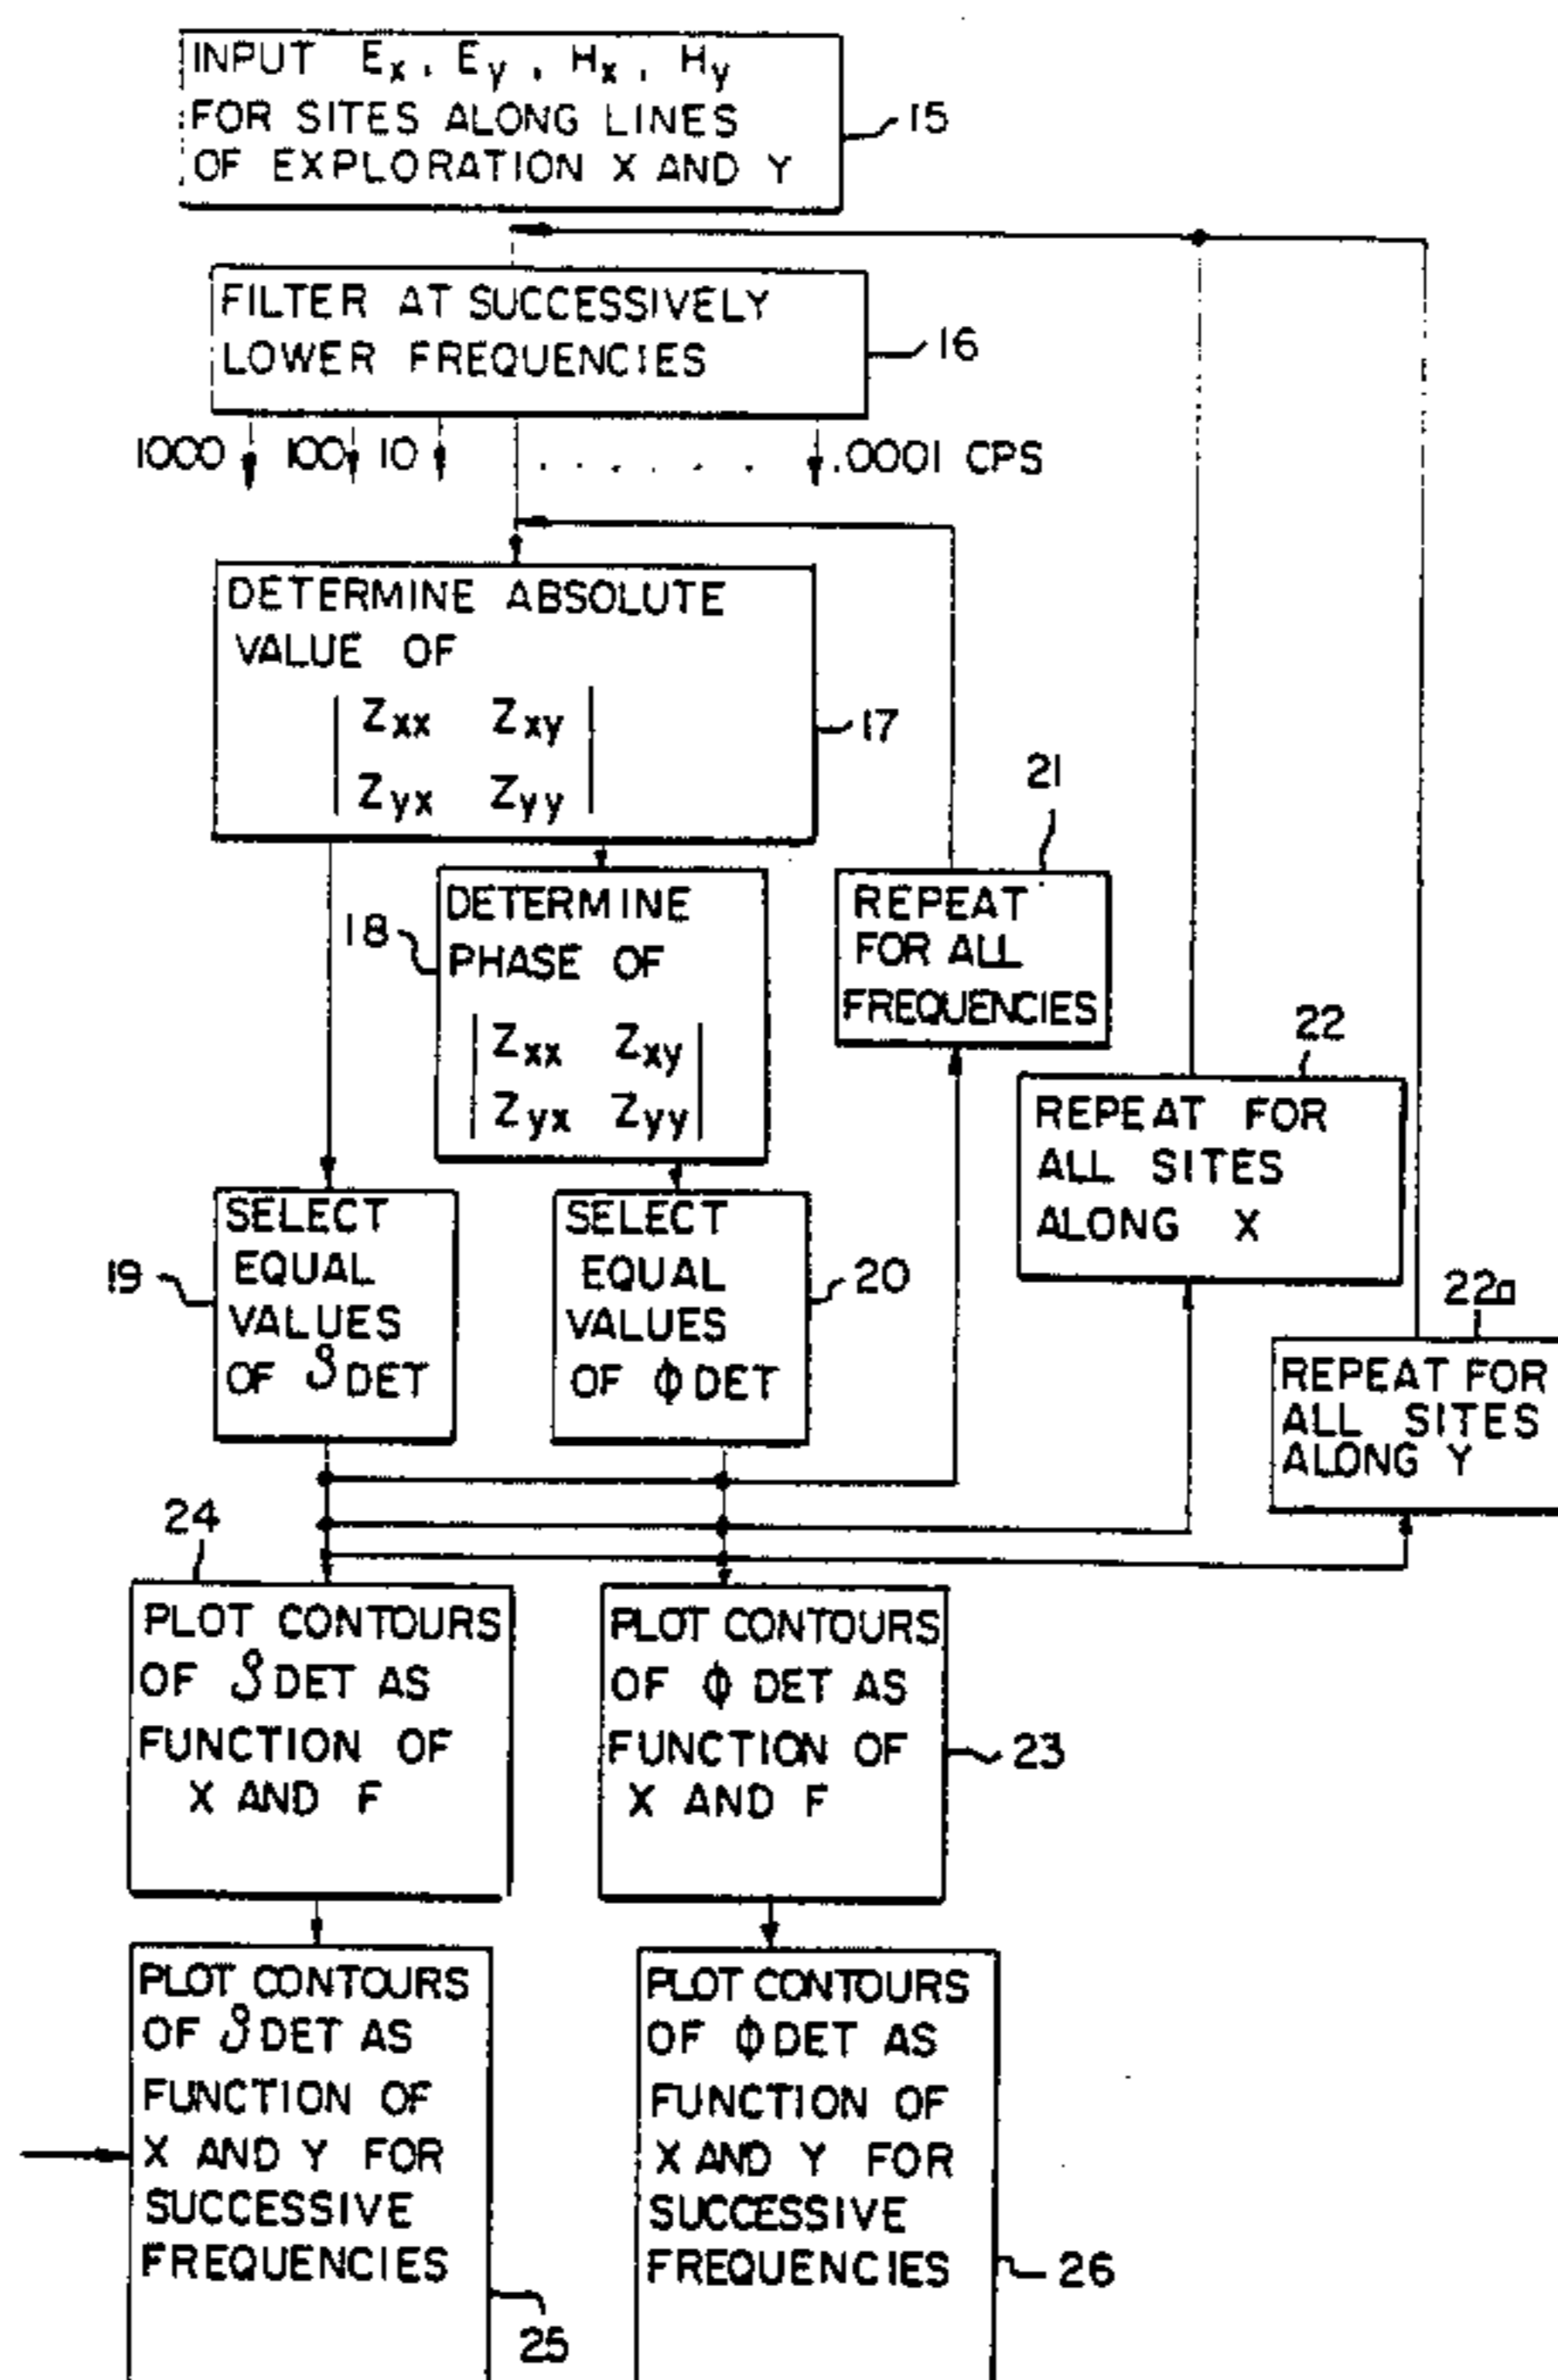 INPUT Ex, Ey, Hx, Hy
FOR SITES ALONG LINES
OF EXPLORATION X AND Y
15
FILTER AT SUCCESSIVELY
LOWER FREQUENCIES
16
1000 100 10 . . . . . . .0001 CPS
DETERMINE ABSOLUTE
VALUE OF
| Zxx Zxy |
| Zyx Zyy |
17
18
DETERMINE
PHASE OF
| Zxx Zxy |
| Zyx Zyy |
21
REPEAT
FOR ALL
FREQUENCIES
22
REPEAT FOR
ALL SITES
ALONG X
22a
REPEAT FOR
ALL SITES
ALONG Y
19
SELECT
EQUAL
VALUES
OF ρ DET
20
SELECT
EQUAL
VALUES
OF ϕ DET
24
PLOT CONTOURS
OF ρ DET AS
FUNCTION OF
X AND F
PLOT CONTOURS
OF ϕ DET AS
FUNCTION OF
X AND F
23
PLOT CONTOURS
OF ρ DET AS
FUNCTION OF
X AND Y FOR
SUCCESSIVE
FREQUENCIES
25
PLOT CONTOURS
OF ϕ DET AS
FUNCTION OF
X AND Y FOR
SUCCESSIVE
FREQUENCIES
26